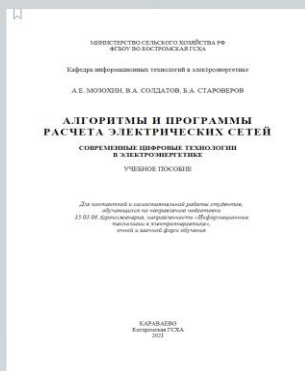 МИНИСТЕРСТВО СЕЛЬСКОГО ХОЗЯЙСТВА РФ
ФГБОУ ВО КОСТРОМСКАЯ ГСХА
Кафедра информационных технологий в электроэнергетике
А.Е. МОЗОХИН, В.А. СОЛДАТОВ, Б.А. СТАРОВЕРОВ
АЛГОРИТМЫ И ПРОГРАММЫ
РАСЧЕТА ЭЛЕКТРИЧЕСКИХ СЕТЕЙ
СОВРЕМЕННЫЕ ЦИФРОВЫЕ ТЕХНОЛОГИИ
В ЭЛЕКТРОЭНЕРГЕТИКЕ
УЧЕБНОЕ ПОСОБИЕ
Для контактной и самостоятельной работы студентов,
обучающихся по направлению подготовки
35.03.06 Агроинженерия, направленность «Информационные
технологии в электроэнергетике»,
очной и заочной форм обучения
КАРАВАЕВО
Костромская ГСХА
2021